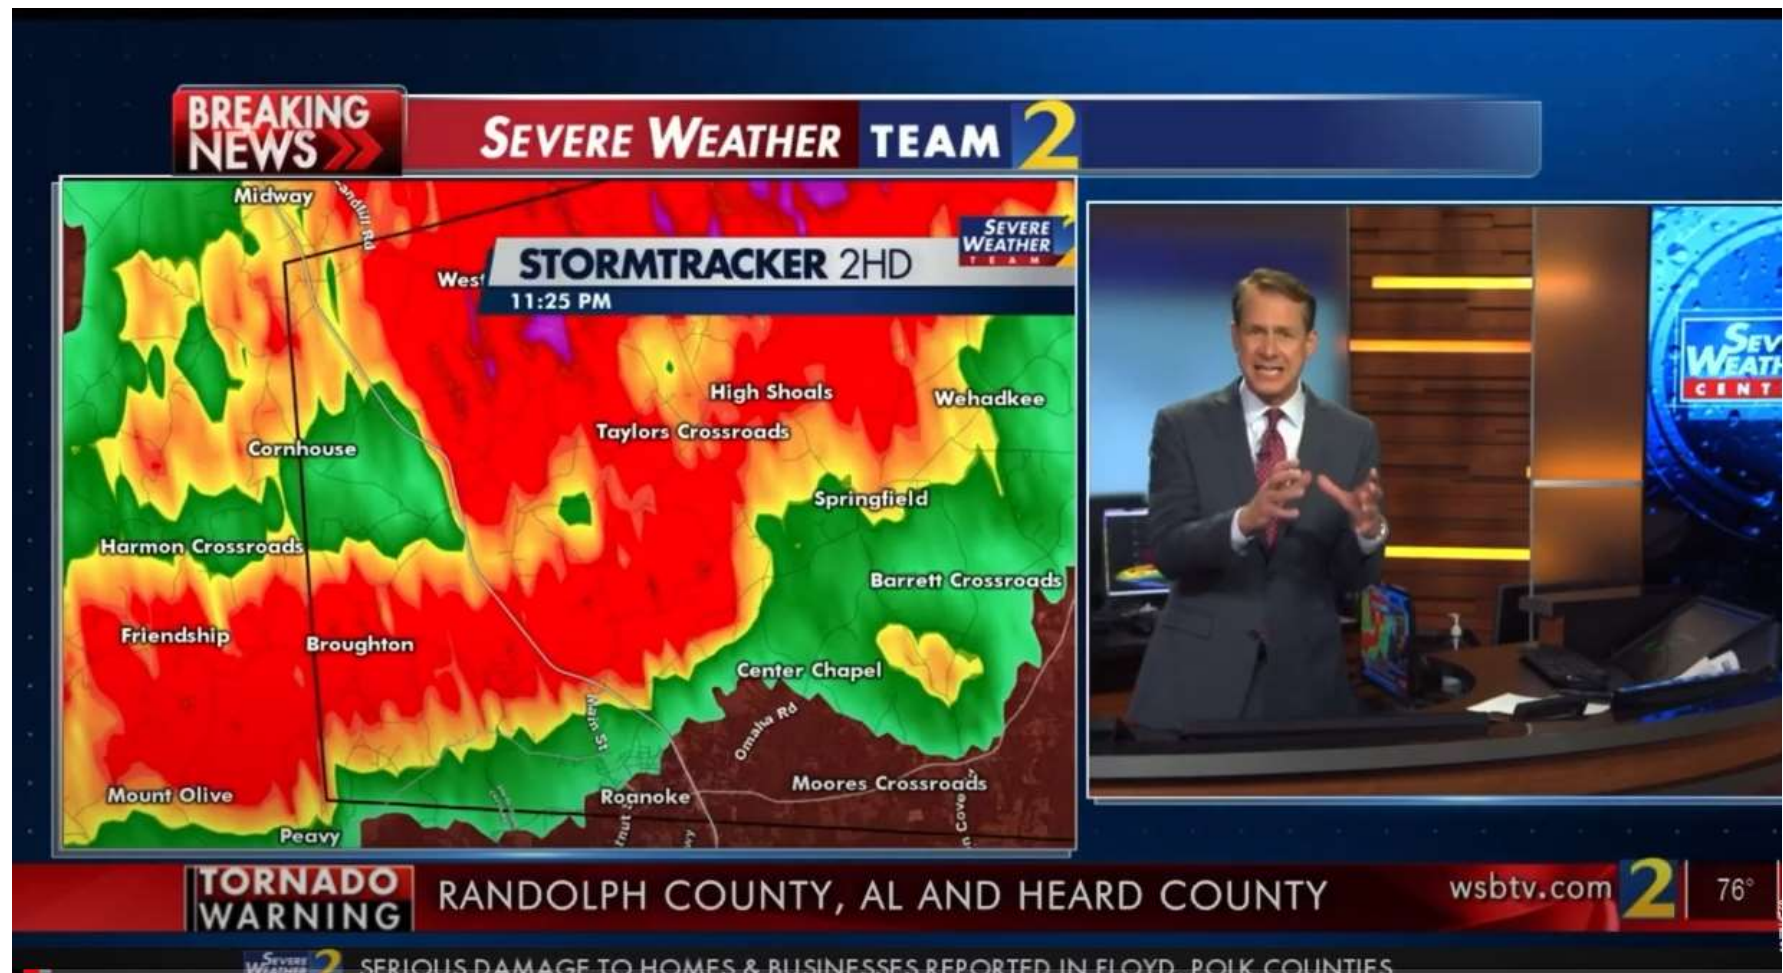 BREAKING
NEWS
SEVERE WEATHER TEAM 2
Midway
STORMTRACKER 2HD
SEVERE
WEATHER
TEAM
2
11:25 PM
High Shoals
Wehadkee
Taylors Crossroads
Cornhouse
Springfield
Harmon Crossroads
Barrett Crossroads
Friendship
Broughton
Center Chapel
Main St
Omaha Rd
Moores Crossroads
Mount Olive
Roanoke
Peavy
TORNADO
WARNING
RANDOLPH COUNTY, AL AND HEARD COUNTY
wsbtv.com 2
76°
SEVERE
WEATHER
2
SERIOUS DAMAGE TO HOMES & BUSINESSES REPORTED IN FLOYD, POLK COUNTIES